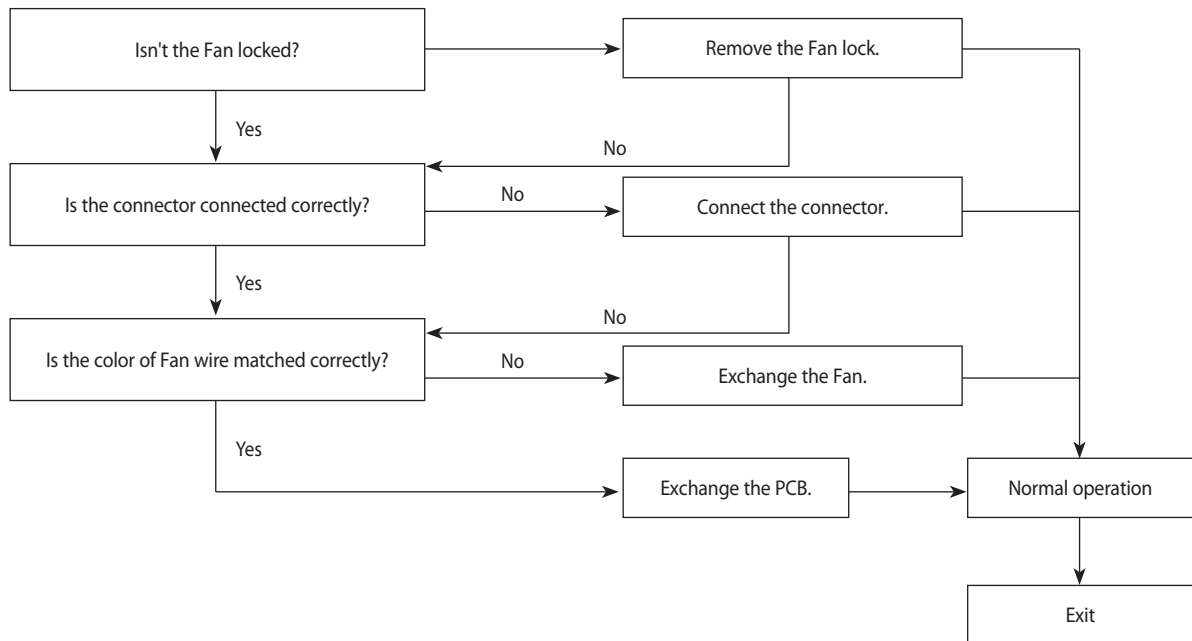 Isn't the Fan locked?
Remove the Fan lock.
Yes
No
Is the connector connected correctly?
No
Connect the connector.
Yes
No
Is the color of Fan wire matched correctly?
No
Exchange the Fan.
Yes
Exchange the PCB.
Normal operation
Exit